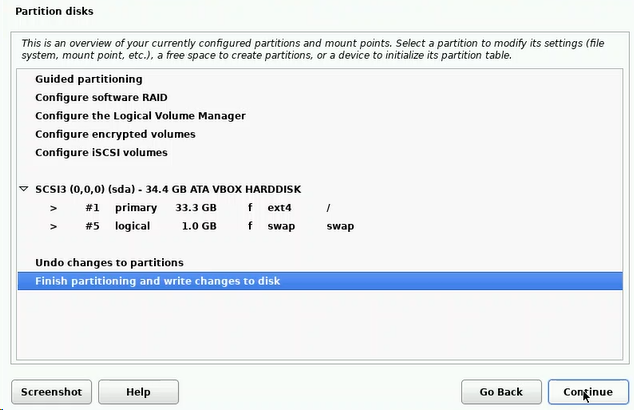 Partition disks
This is an overview of your currently configured partitions and mount points. Select a partition to modify its settings (file
system, mount point, etc.), a free space to create partitions, or a device to initialize its partition table.
Guided partitioning
Configure software RAID
Configure the Logical Volume Manager
Configure encrypted volumes
Configure iSCSI volumes
SCSI3 (0,0,0) (sda) - 34.4 GB ATA VBOX HARDDISK
> #1 primary 33.3 GB f ext4 /
> #5 logical 1.0 GB f swap swap
Undo changes to partitions
Finish partitioning and write changes to disk
Screenshot Help Go Back Continue